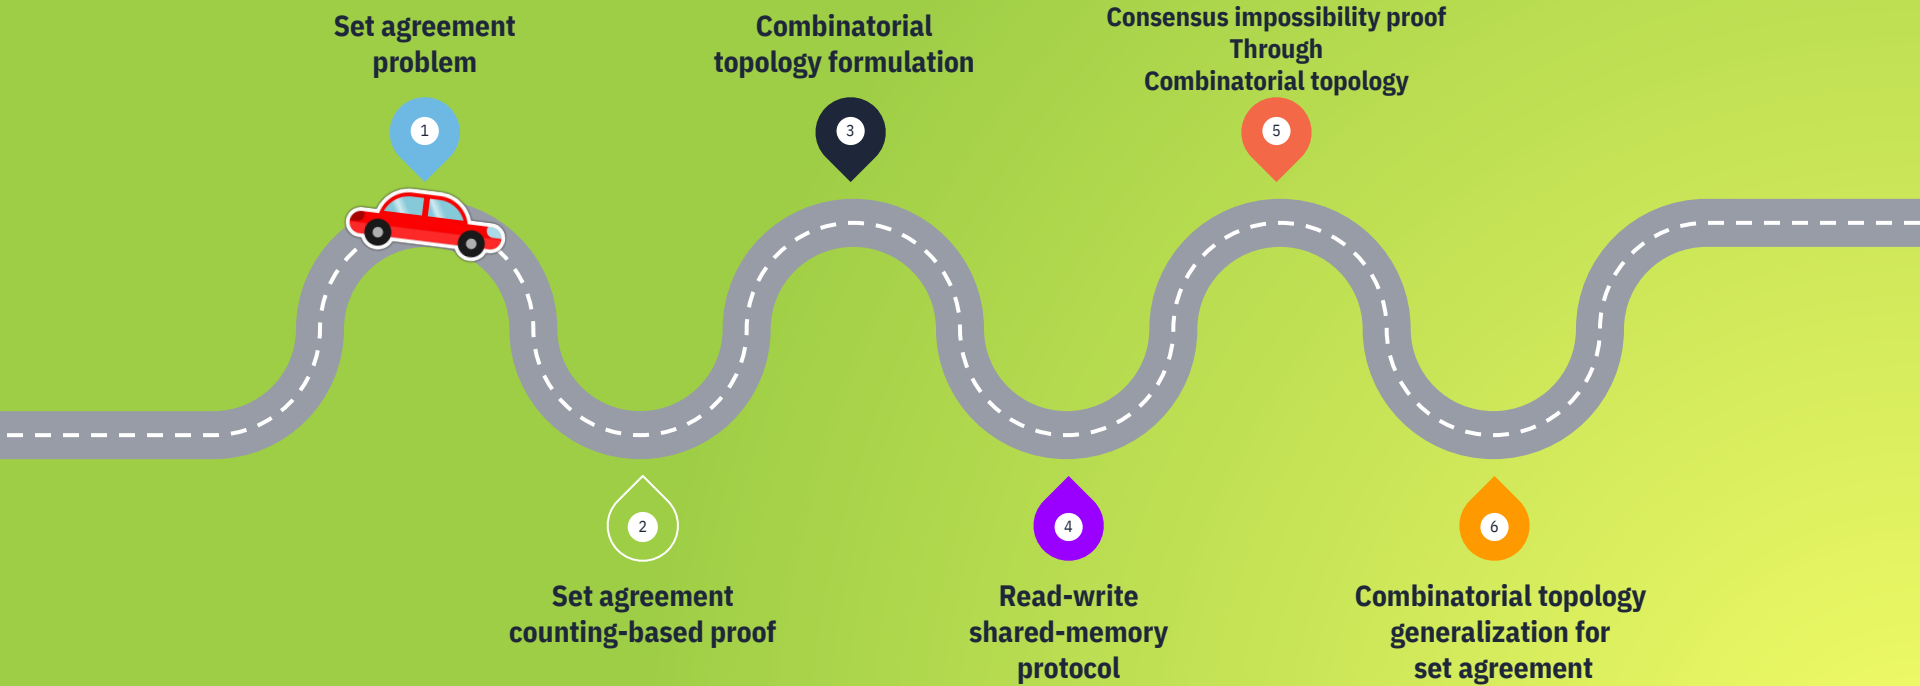 Set agreement
problem
1
Combinatorial
topology formulation
3
Consensus impossibility proof
Through
Combinatorial topology
5
2
Set agreement
counting-based proof
4
Read-write
shared-memory
protocol
6
Combinatorial topology
generalization for
set agreement